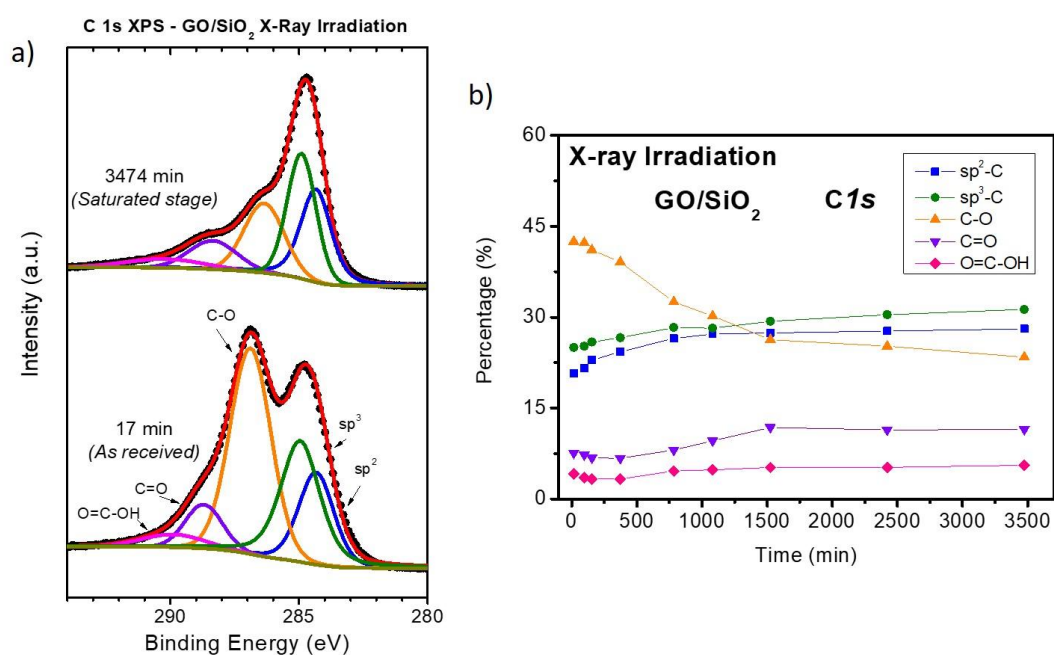 C 1s XPS - GO/SiO₂ X-Ray Irradiation
a)
3474 min
(Saturated stage)
C-O
17 min
(As received)
sp³
sp²
C=O
O=C-OH
Intensity (a.u.)
290
285
280
Binding Energy (eV)
b)
60
45
30
15
0
Percentage (%)
X-ray Irradiation
GO/SiO₂
C1s
sp²-C
sp³-C
C-O
C=O
O=C-OH
0
500
1000
1500
2000
2500
3000
3500
Time (min)